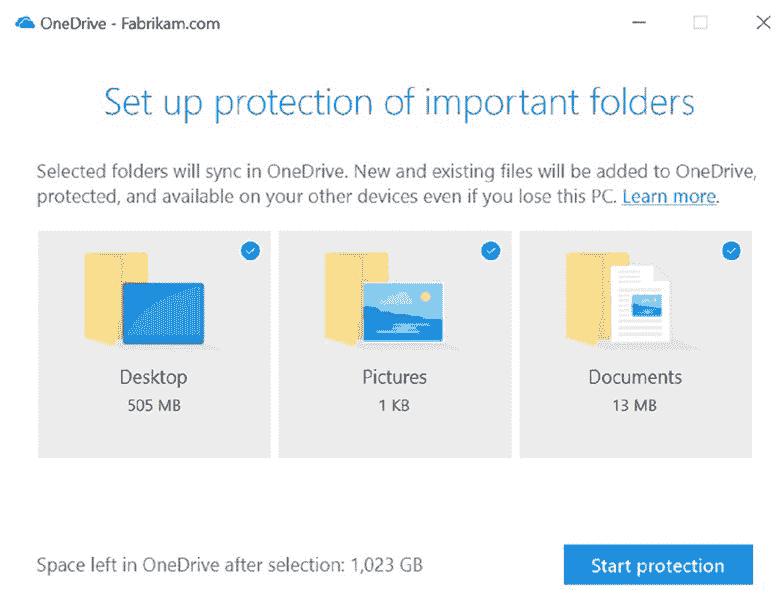 OneDrive - Fabrikam.com
Set up protection of important folders
Selected folders will sync in OneDrive. New and existing files will be added to OneDrive,
protected, and available on your other devices even if you lose this PC. Learn more.
Desktop
505 MB
Pictures
1 KB
Documents
13 MB
Space left in OneDrive after selection: 1,023 GB
Start protection